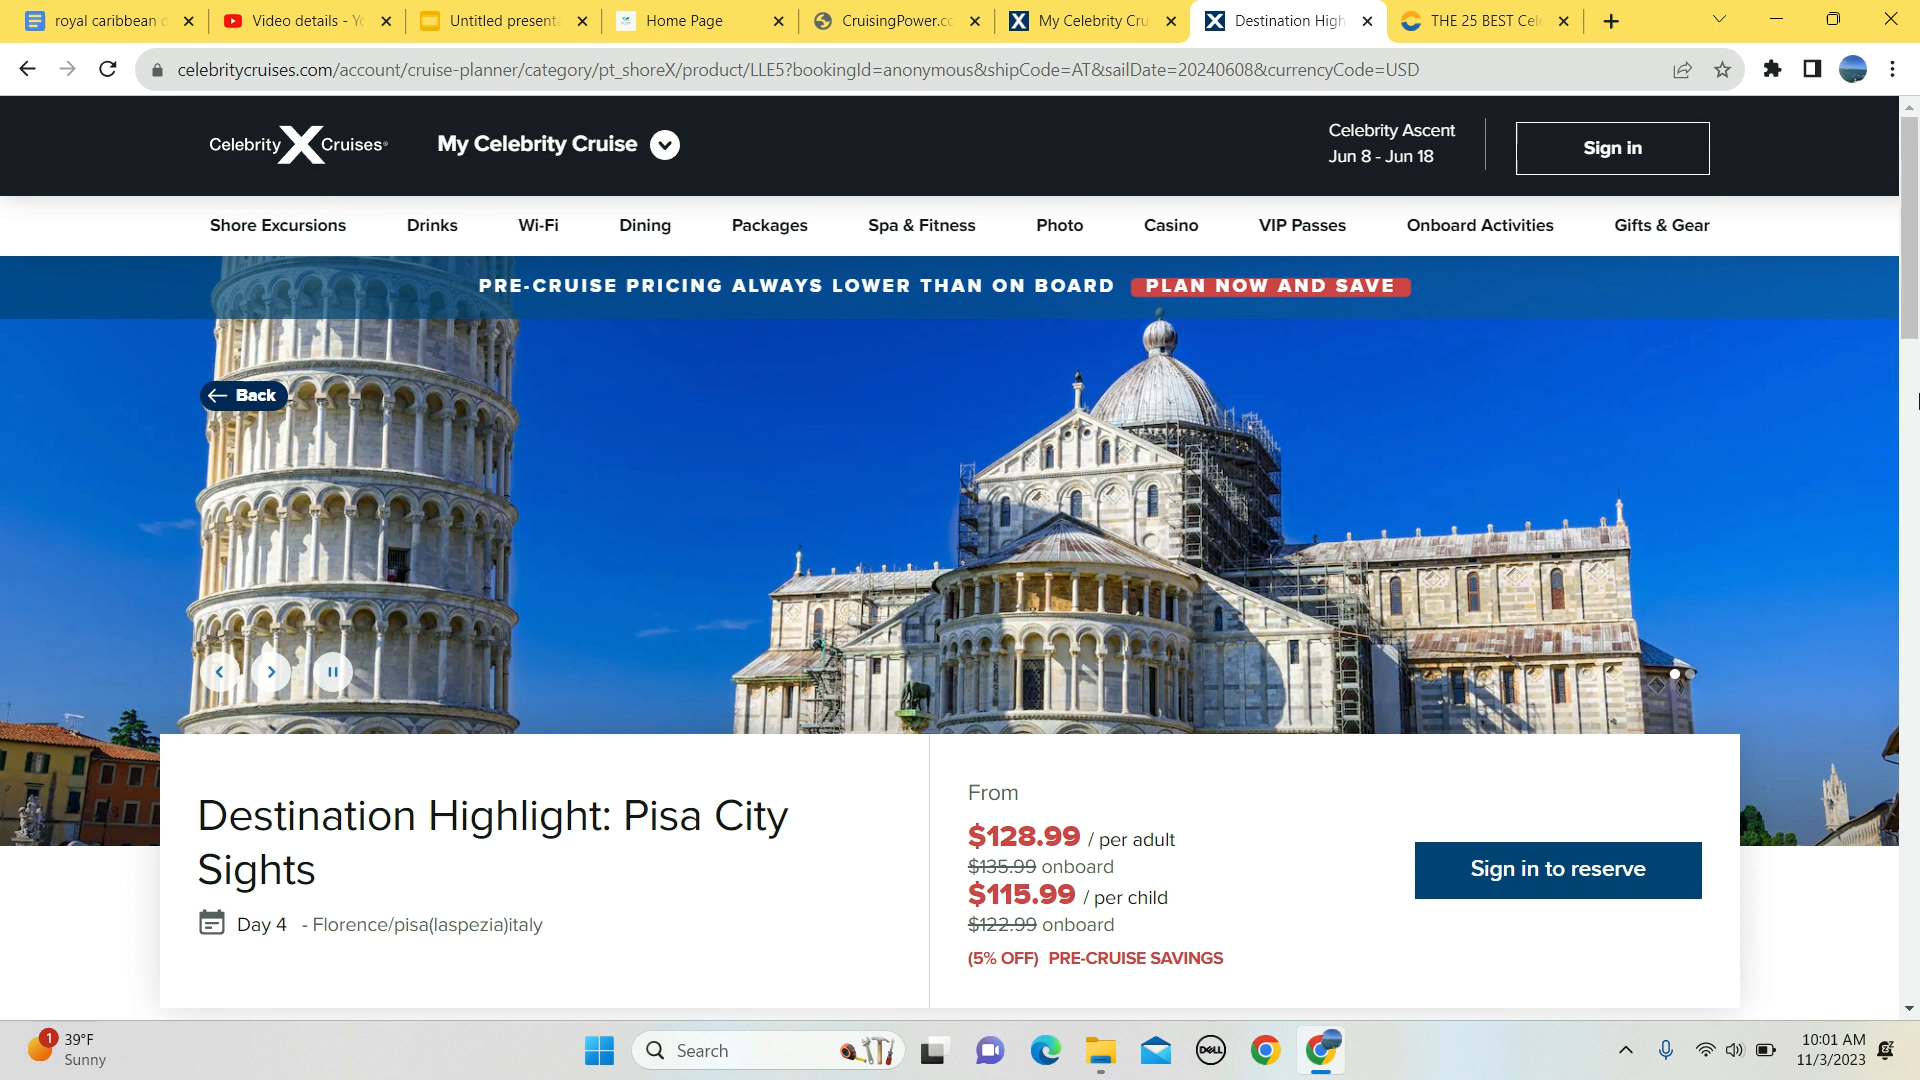 royal caribbean c
Video details - Yo
Untitled present
Home Page
CruisingPower.co
My Celebrity Cru
Destination High
THE 25 BEST Cel
celebritycruises.com/account/cruise-planner/category/pt_shoreX/product/LLE5?bookingId=anonymous&shipCode=AT&sailDate=20240608&currencyCode=USD
Celebrity X Cruises
My Celebrity Cruise
Celebrity Ascent
Jun 8 - Jun 18
Sign in
Shore Excursions
Drinks
Wi-Fi
Dining
Packages
Spa & Fitness
Photo
Casino
VIP Passes
Onboard Activities
Gifts & Gear
PRE-CRUISE PRICING ALWAYS LOWER THAN ON BOARD PLAN NOW AND SAVE
Back
Destination Highlight: Pisa City
Sights
Day 4 - Florence/pisa(laspezia)italy
From
$128.99 / per adult
$135.99 onboard
$115.99 / per child
$122.99 onboard
(5% OFF) PRE-CRUISE SAVINGS
Sign in to reserve
1
39°F
Sunny
Search
DELL
10:01 AM
11/3/2023